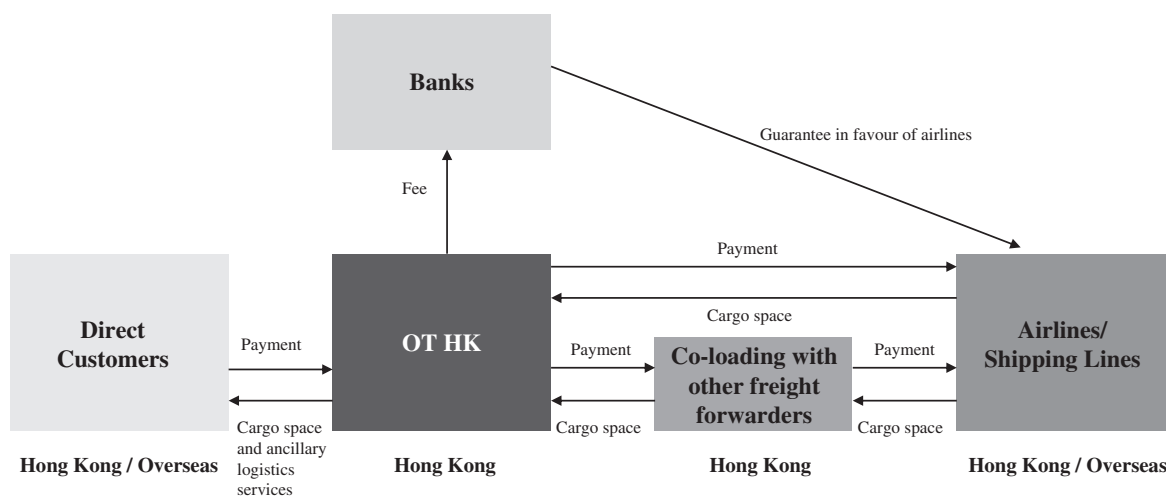 Banks
Guarantee in favour of airlines
Fee
Payment
Cargo space
Direct
Customers
Payment
Cargo space
and ancillary
logistics
services
OT HK
Payment
Cargo space
Co-loading with
other freight
forwarders
Payment
Cargo space
Airlines/
Shipping Lines
Hong Kong / Overseas
Hong Kong
Hong Kong
Hong Kong / Overseas